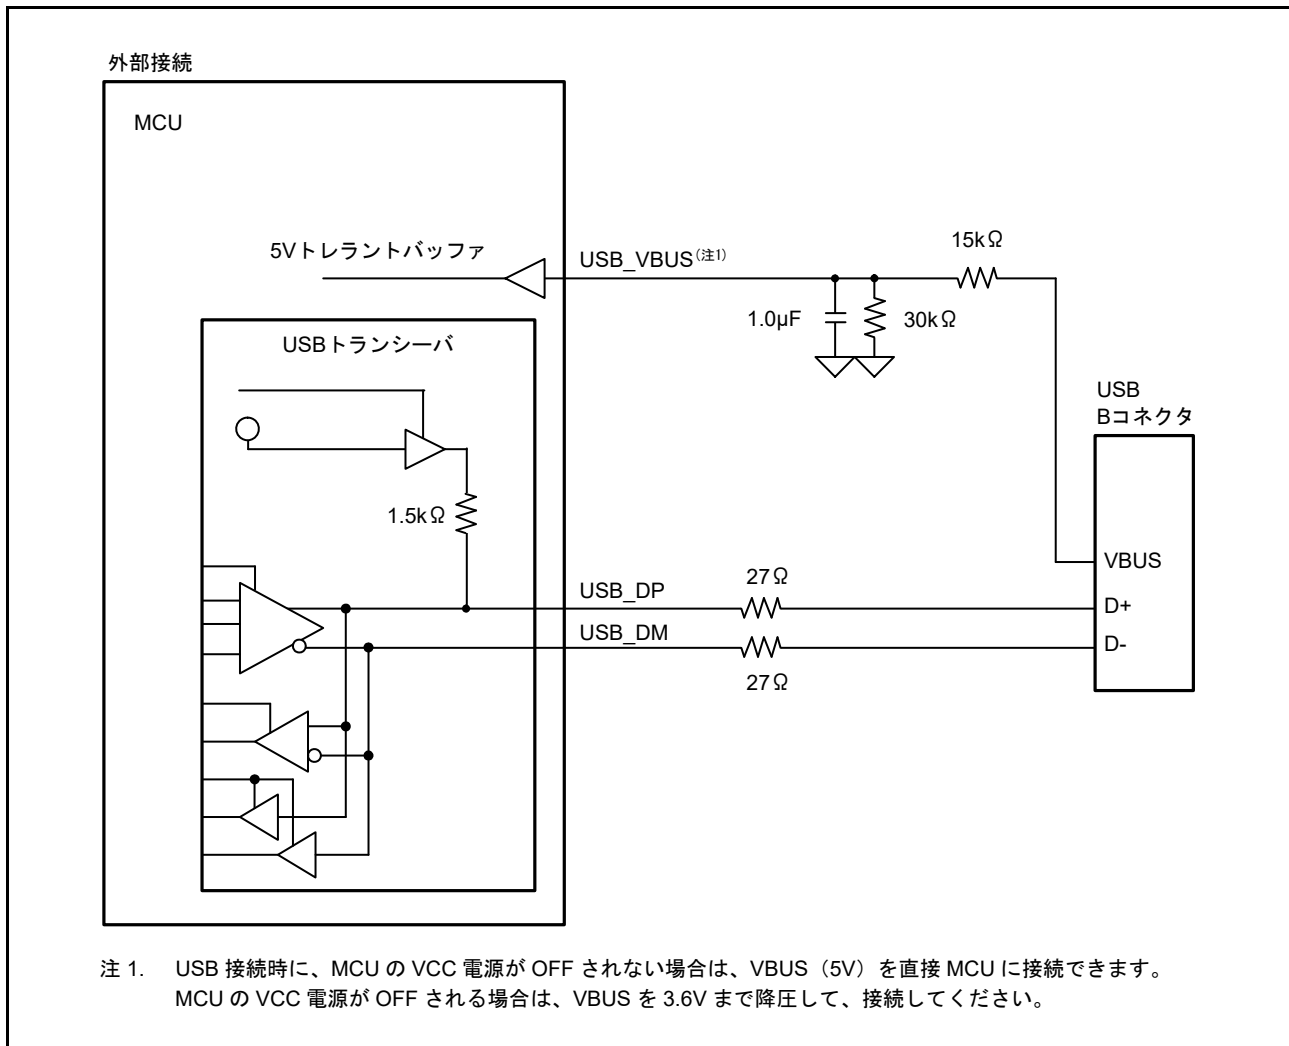 外部接続
MCU
5Vトレラントバッファ
USB_VBUS(注1)
15kΩ
1.0µF
30kΩ
USBトランシーバ
USB
Bコネクタ
1.5kΩ
VBUS
USB_DP
27Ω
D+
USB_DM
D-
27Ω
注 1. USB 接続時に、MCU の VCC 電源が OFF されない場合は、VBUS（5V）を直接 MCU に接続できます。
MCU の VCC 電源が OFF される場合は、VBUS を 3.6V まで降圧して、接続してください。